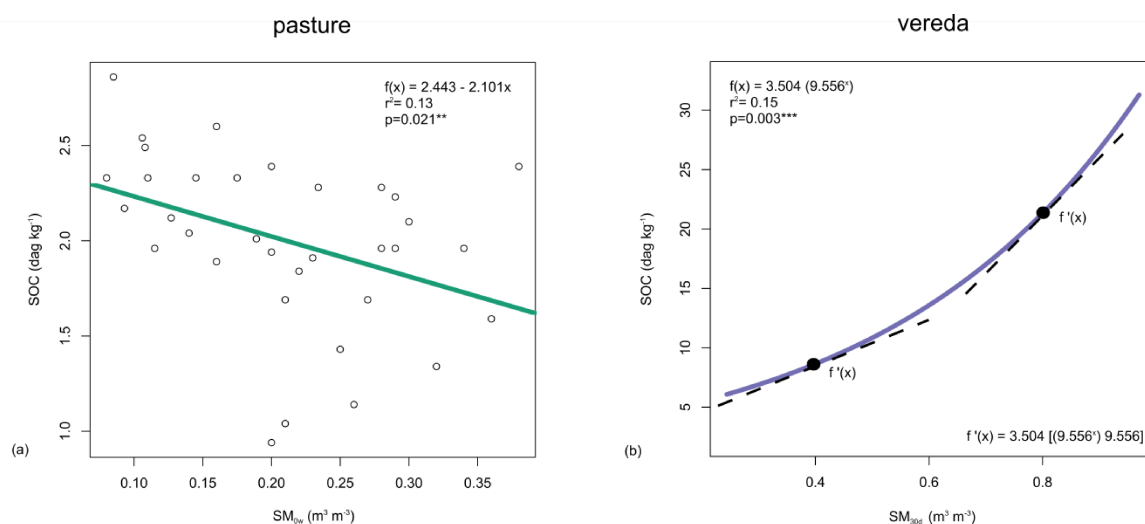 pasture
f(x) = 2.443 - 2.101x
r²= 0.13
p=0.021**
SOC (dag kg⁻¹)
2.5
2.0
1.5
1.0
(a)
0.10 0.15 0.20 0.25 0.30 0.35
SM₀w (m³ m⁻³)
vereda
f(x) = 3.504 (9.556ˣ)
r²= 0.15
p=0.003***
SOC (dag kg⁻¹)
30
25
20
15
10
5
f '(x)
f '(x)
f '(x) = 3.504 [(9.556ˣ) 9.556]
(b)
0.4 0.6 0.8
SM₃₀d (m³ m⁻³)